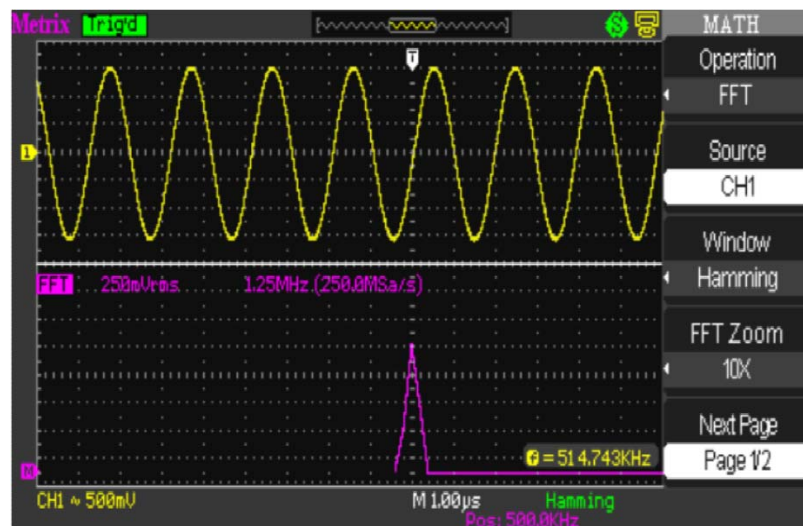 Metrix Trig'd T S MATH
Operation
FFT
Source
CH1
Window
Hamming
FFT Zoom
10X
Next Page
Page 1/2
1
FFT 250mVrms 1.25MHz (250.0MSa/s)
M f = 514.743KHz
CH1 ~ 500mV M 1.00µs Hamming
Pos: 500.0KHz